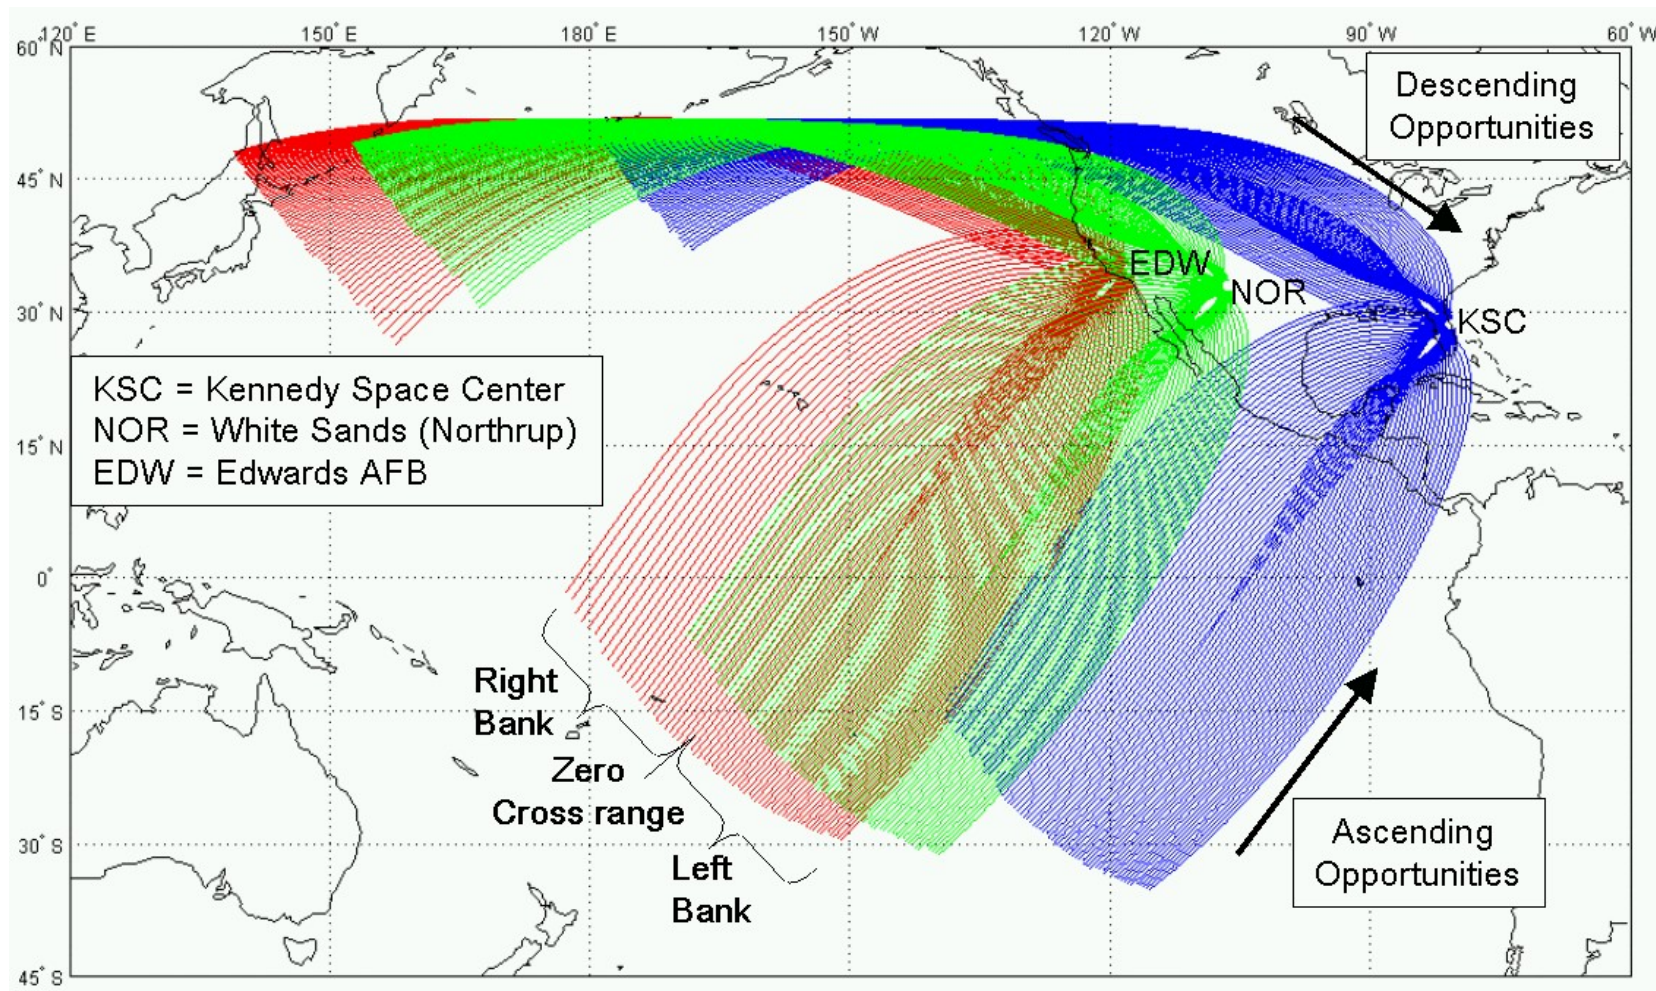 120° E 150° E 180° E 150° W 120° W 90° W 60° W
60° N
45° N
30° N
15° N
0°
15° S
30° S
45° S
Descending
Opportunities
EDW
NOR
KSC
KSC = Kennedy Space Center
NOR = White Sands (Northrup)
EDW = Edwards AFB
Right
Bank
Zero
Cross range
Left
Bank
Ascending
Opportunities